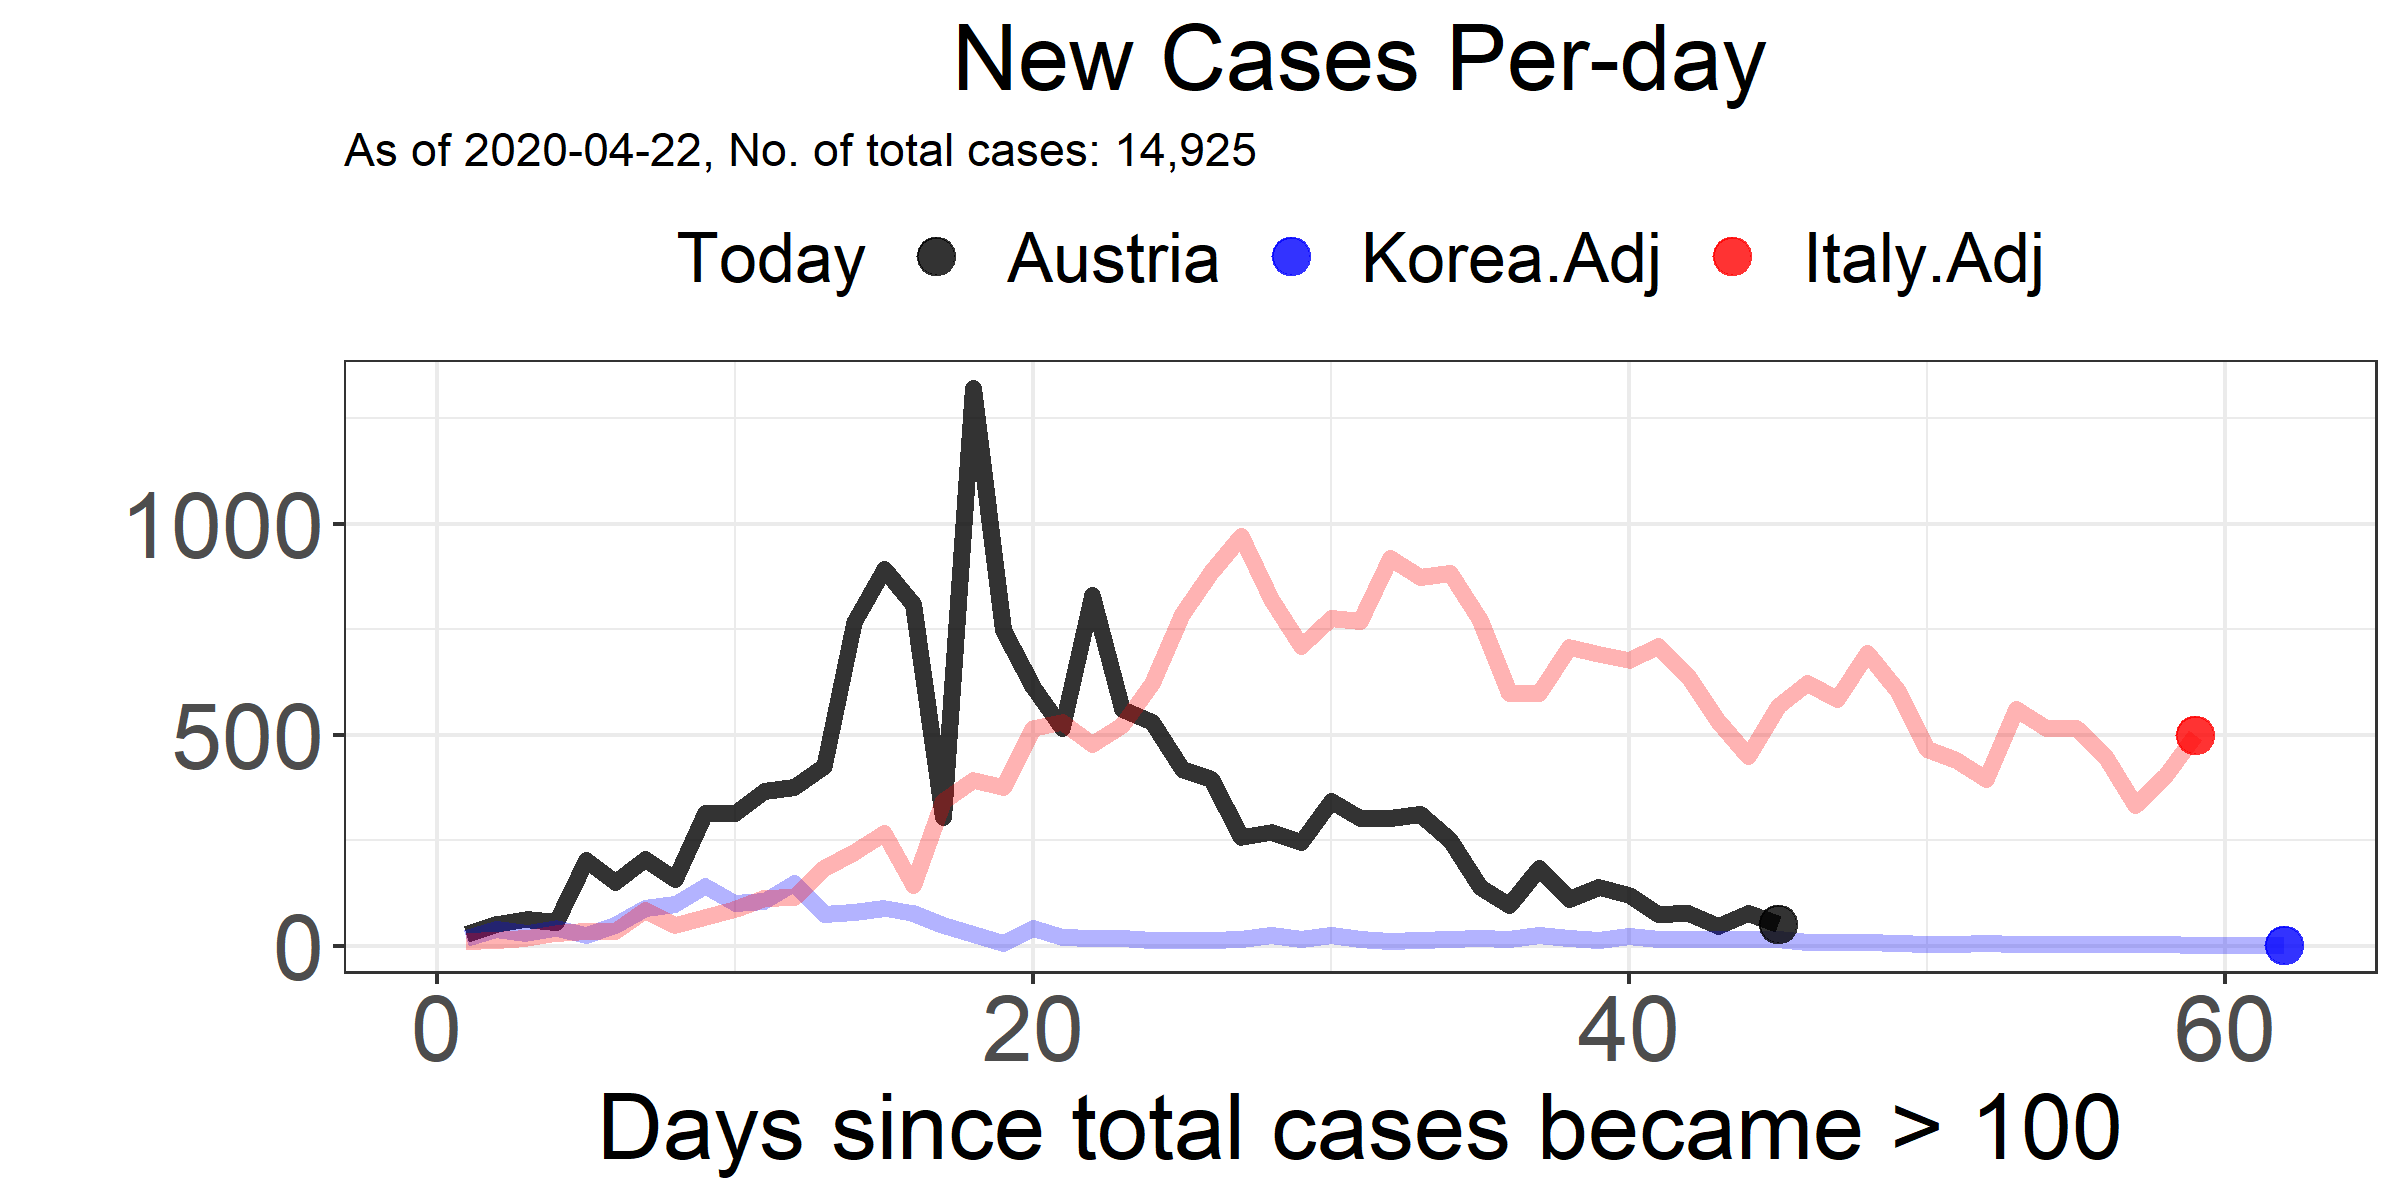 New Cases Per-day
As of 2020-04-22, No. of total cases: 14,925
Today Austria Korea.Adj Italy.Adj
1000
500
0
0 20 40 60
Days since total cases became > 100